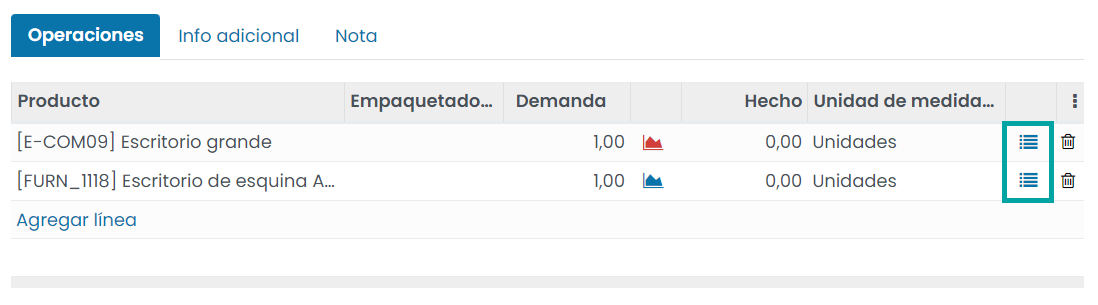 Operaciones Info adicional Nota
Producto Empaquetado... Demanda Hecho Unidad de medida...
[E-COM09] Escritorio grande 1,00 0,00 Unidades
[FURN_1118] Escritorio de esquina A... 1,00 0,00 Unidades
Agregar línea